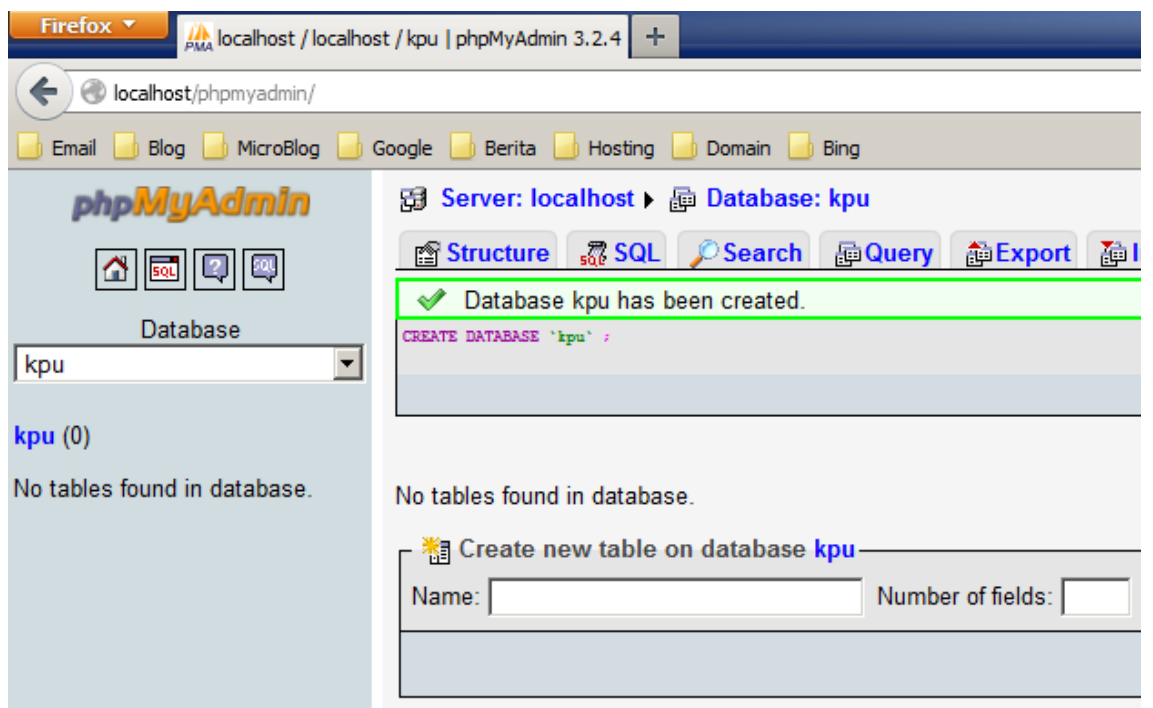 Firefox
PMA localhost / localhost / kpu | phpMyAdmin 3.2.4 +
localhost/phpmyadmin/
Email Blog MicroBlog Google Berita Hosting Domain Bing
phpMyAdmin
SQL ? SQL
Database
kpu
kpu (0)
No tables found in database.
Server: localhost Database: kpu
Structure SQL Search Query Export
Database kpu has been created.
CREATE DATABASE `kpu` ;
No tables found in database.
Create new table on database kpu
Name: Number of fields: